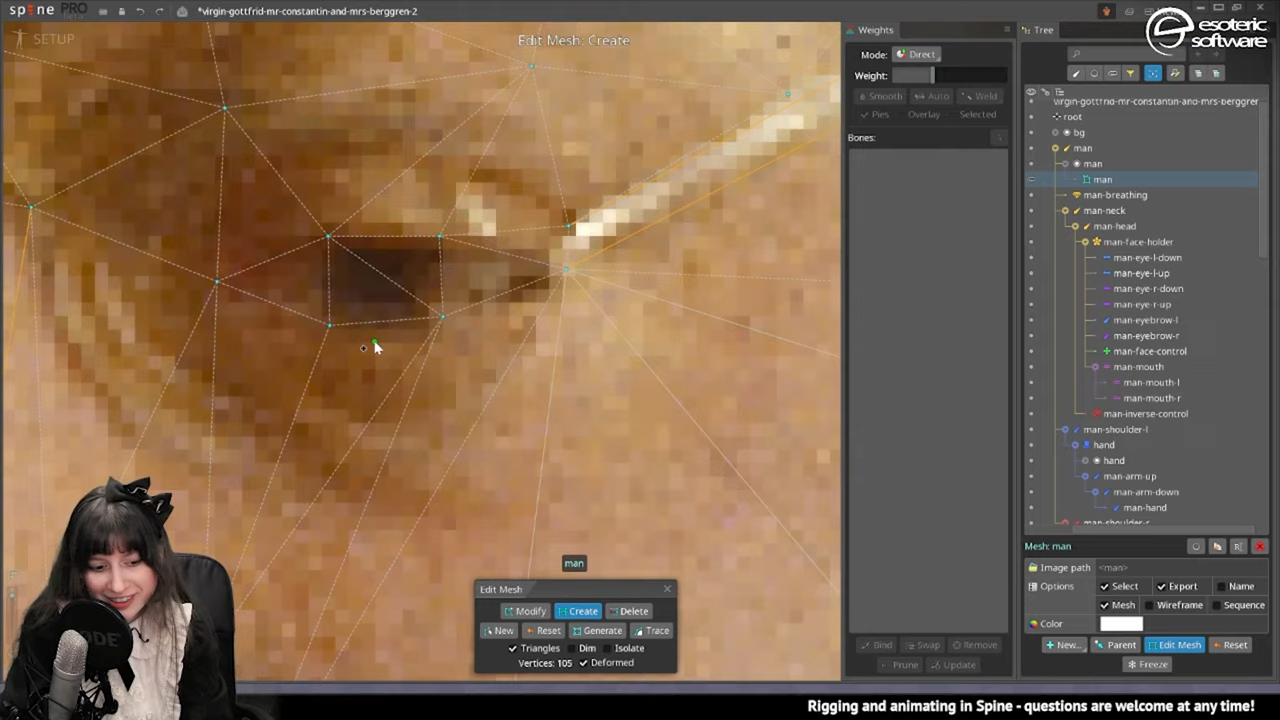 spine PRO
beta
*virgin-gottfrid-mr-constantin-and-mrs-berggren-2
SETUP
Edit Mesh: Create
esoteric
software
Weights
Mode: Direct
Weight:
Smooth Auto Weld
Pies Overlay Selected
Bones:
Bind Swap Remove
Prune Update
Tree
virgin-gottfrid-mr-constantin-and-mrs-berggren
root
bg
man
man
man
man-breathing
man-neck
man-head
man-face-holder
man-eye-l-down
man-eye-l-up
man-eye-r-down
man-eye-r-up
man-eyebrow-l
man-eyebrow-r
man-face-control
man-mouth
man-mouth-l
man-mouth-r
man-inverse-control
man-shoulder-l
hand
hand
man-arm-up
man-arm-down
man-hand
man-shoulder-r
Mesh: man
Image path <man>
Options Select Export Name
Mesh Wireframe Sequence
Color
New... Parent Edit Mesh Reset
Freeze
man
Edit Mesh
Modify Create Delete
New Reset Generate Trace
Triangles Dim Isolate
Vertices: 105 Deformed
Rigging and animating in Spine - questions are welcome at any time!